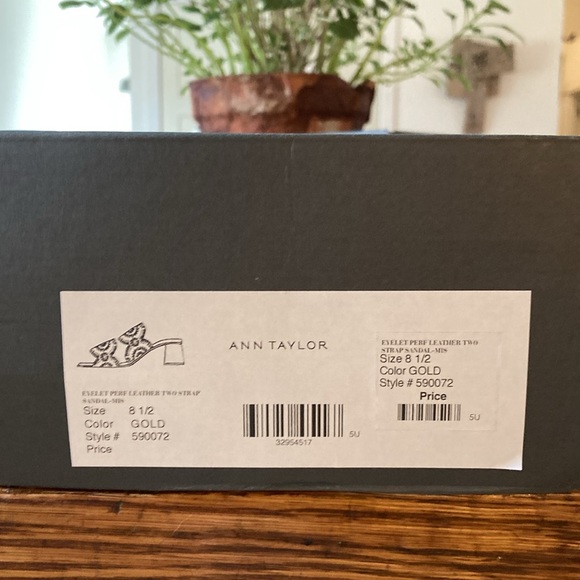 ANN TAYLOR
EYELET PERF LEATHER TWO STRAP
SANDAL-MIS
Size 8 1/2
Color GOLD
Style # 590072
Price
32954517
5U
EYELET PERF LEATHER TWO
STRAP SANDAL-MIS
Size 8 1/2
Color GOLD
Style # 590072
Price
5U